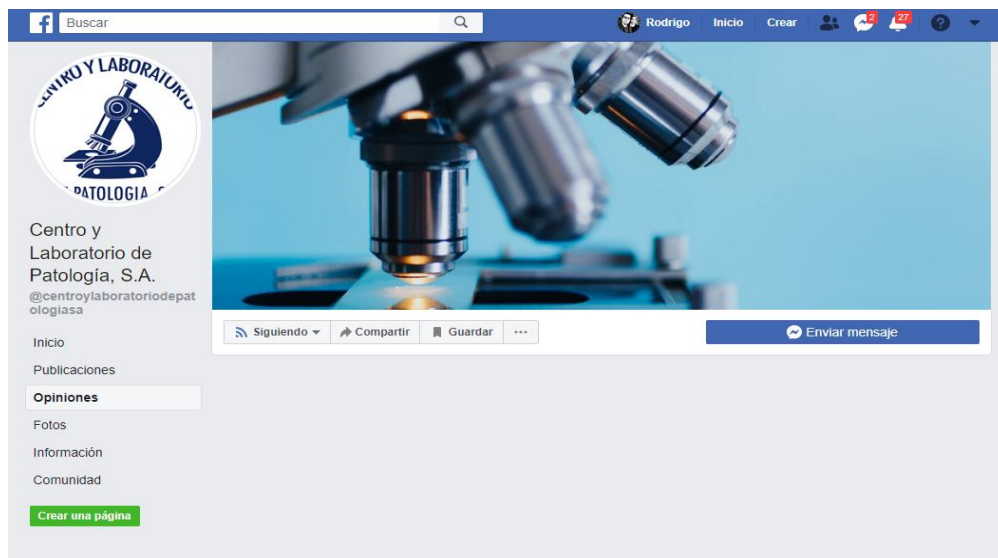 Buscar
Rodrigo Inicio Crear 2 27
CENTRO Y LABORATORIO
PATOLOGIA
Centro y
Laboratorio de
Patología, S.A.
@centroylaboratoriodepat
ologiasa
Siguiendo Compartir Guardar ...
Enviar mensaje
Inicio
Publicaciones
Opiniones
Fotos
Información
Comunidad
Crear una página